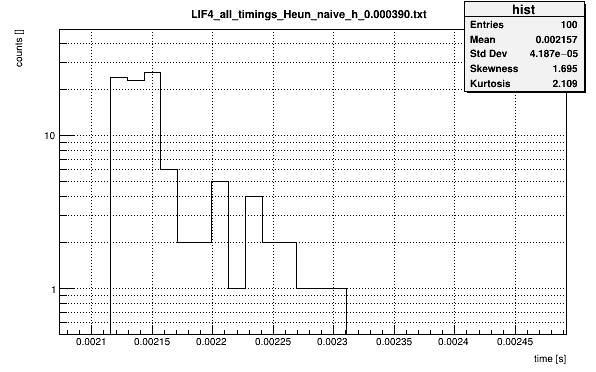 LIF4_all_timings_Heun_naive_h_0.000390.txt
hist
Entries 100
Mean 0.002157
Std Dev 4.187e−05
Skewness 1.695
Kurtosis 2.109
counts []
10
1
0.0021 0.00215 0.0022 0.00225 0.0023 0.00235 0.0024 0.00245
time [s]